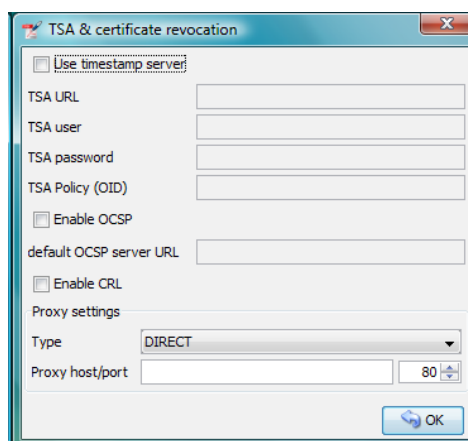 TSA & certificate revocation
Use timestamp server
TSA URL
TSA user
TSA password
TSA Policy (OID)
Enable OCSP
default OCSP server URL
Enable CRL
Proxy settings
Type DIRECT
Proxy host/port 80
OK